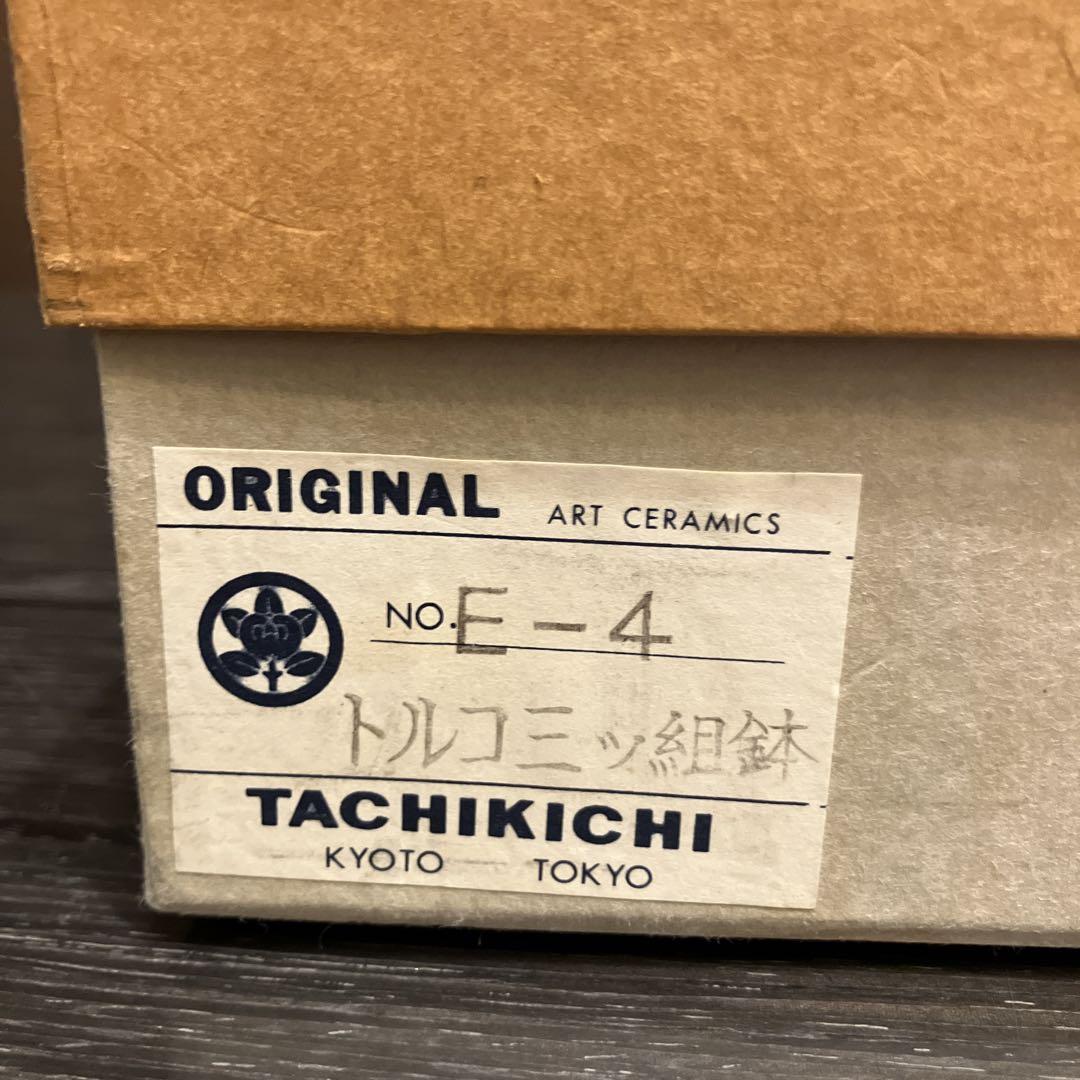 ORIGINAL ART CERAMICS
NO. E-4
トルコ三ッ組鉢
TACHIKICHI
KYOTO TOKYO